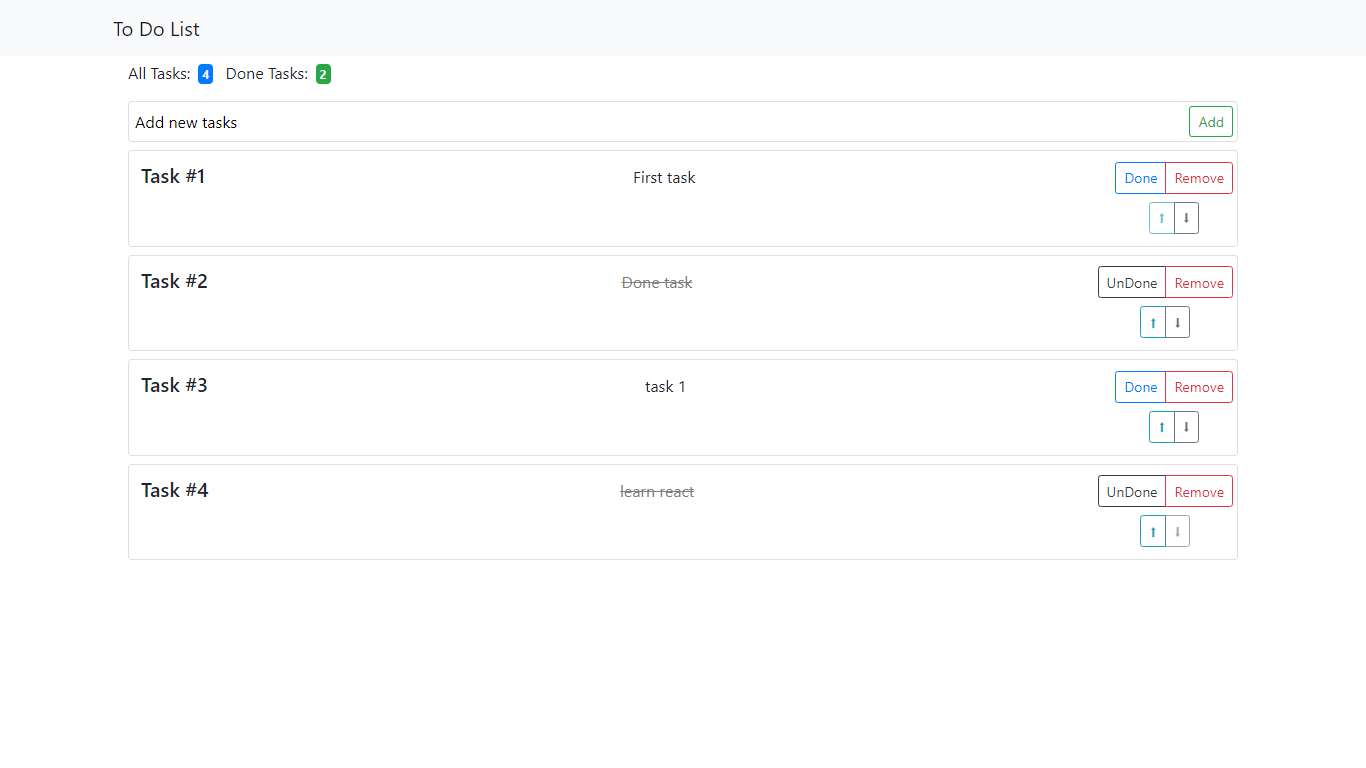 To Do List
All Tasks: 4 Done Tasks: 2
Add new tasks Add
Task #1 First task Done Remove
⭡ ⭣
Task #2 Done task UnDone Remove
⭡ ⭣
Task #3 task 1 Done Remove
⭡ ⭣
Task #4 learn react UnDone Remove
⭡ ⭣